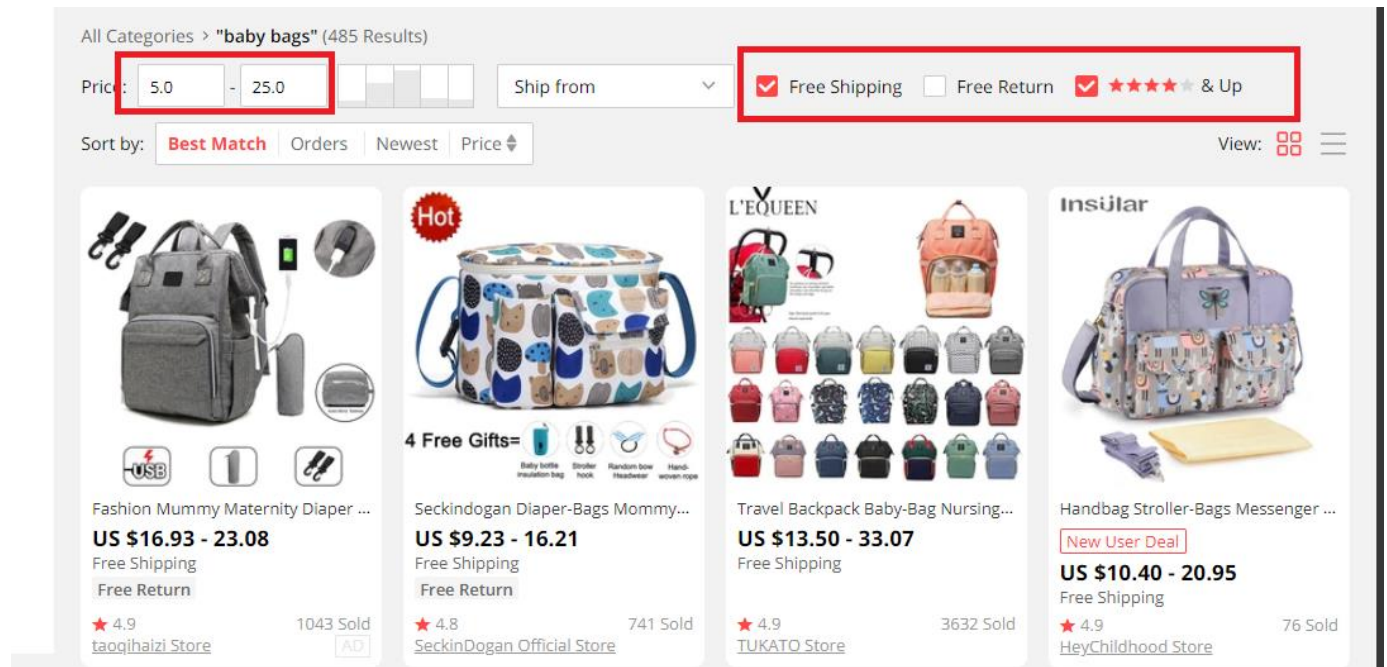 All Categories > "baby bags" (485 Results)
Price: 5.0 - 25.0 Ship from Free Shipping Free Return & Up
Sort by: Best Match Orders Newest Price View:
Hot
4 Free Gifts=
Baby bottle insulation bag
Stroller hook
Random bow Headwear
Hand-woven rope
USB
L'EQUEEN
Insülar
Fashion Mummy Maternity Diaper ...
US $16.93 - 23.08
Free Shipping
Free Return
4.9 1043 Sold
taoqihaizi Store AD
Seckindogan Diaper-Bags Mommy...
US $9.23 - 16.21
Free Shipping
Free Return
4.8 741 Sold
SeckinDogan Official Store
Travel Backpack Baby-Bag Nursing...
US $13.50 - 33.07
Free Shipping
4.9 3632 Sold
TUKATO Store
Handbag Stroller-Bags Messenger ...
New User Deal
US $10.40 - 20.95
Free Shipping
4.9 76 Sold
HeyChildhood Store